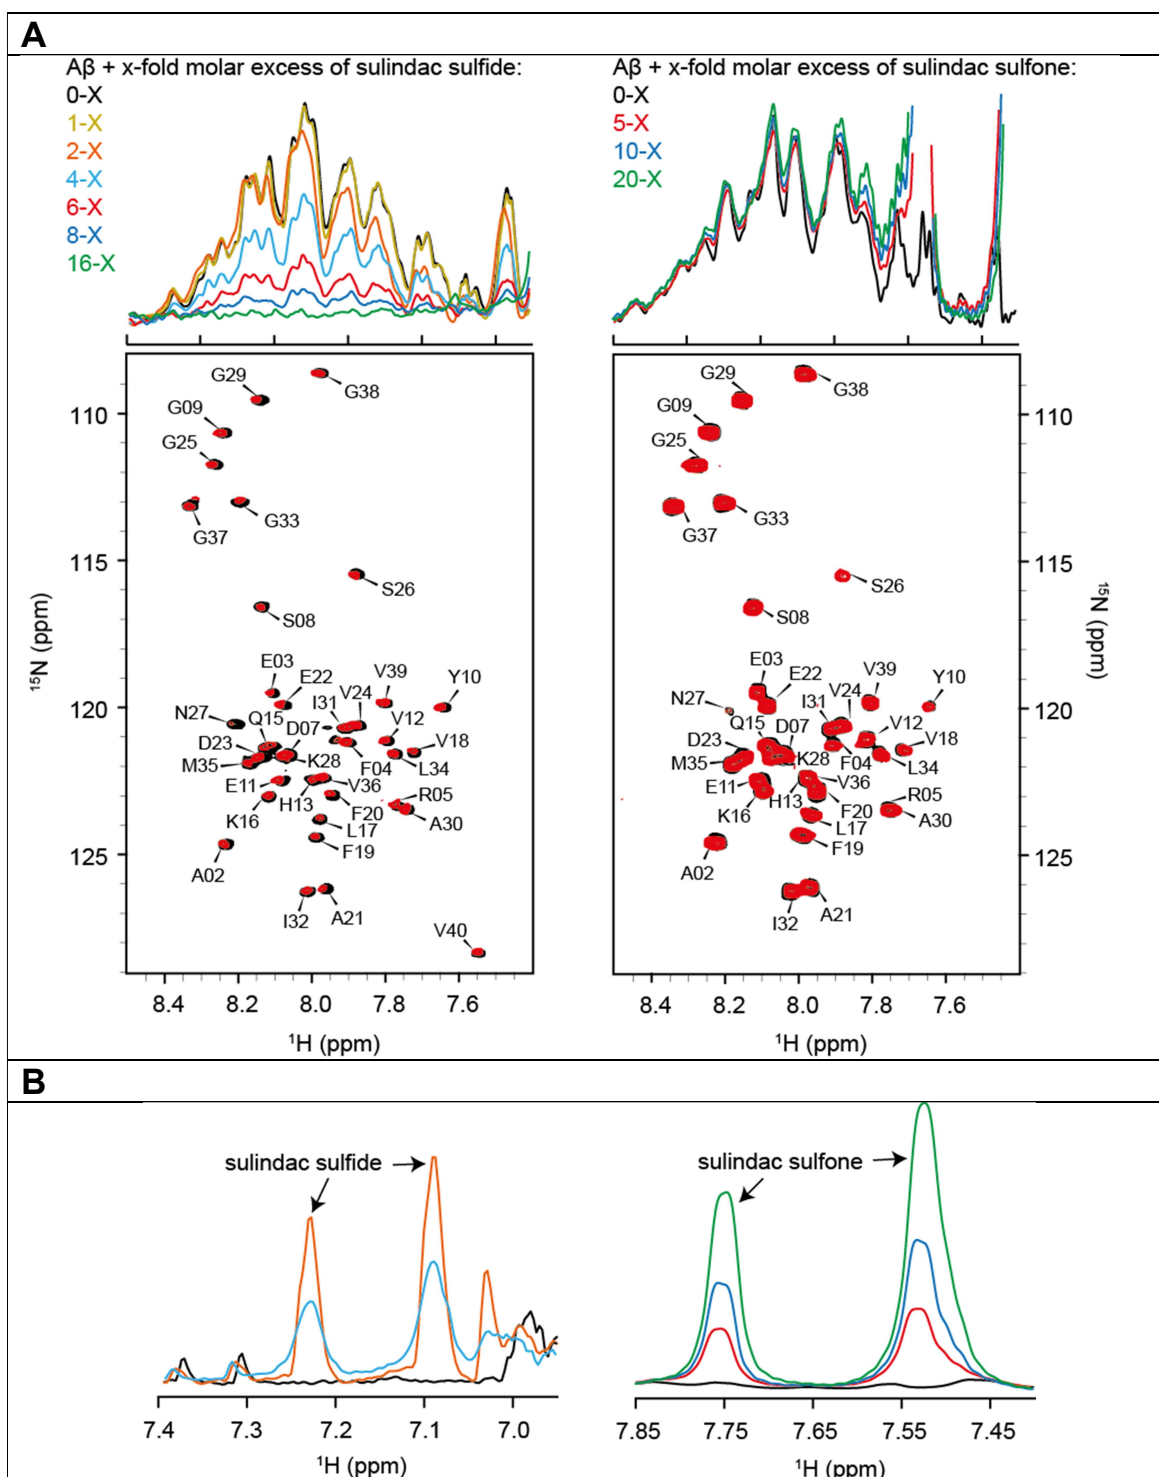 A
Aβ + x-fold molar excess of sulindac sulfide:
0-X
1-X
2-X
4-X
6-X
8-X
16-X
Aβ + x-fold molar excess of sulindac sulfone:
0-X
5-X
10-X
20-X
G29
G38
G09
G25
G37
G33
S26
S08
E03
E22
V39
Y10
N27
Q15
I31
V24
D07
V12
D23
V18
M35
K28
F04
L34
E11
H13
V36
R05
K16
F20
A30
L17
F19
A02
I32
A21
V40
110
115
120
125
15N (ppm)
8.4
8.2
8.0
7.8
7.6
1H (ppm)
G29
G38
G09
G25
G37
G33
S26
S08
E03
E22
V39
Y10
N27
Q15
I31
V24
D07
V12
D23
V18
M35
K28
F04
L34
E11
H13
V36
R05
K16
F20
A30
L17
F19
A02
I32
A21
110
115
120
125
15N (ppm)
8.4
8.2
8.0
7.8
7.6
1H (ppm)
B
sulindac sulfide
7.4
7.3
7.2
7.1
7.0
1H (ppm)
sulindac sulfone
7.85
7.75
7.65
7.55
7.45
1H (ppm)